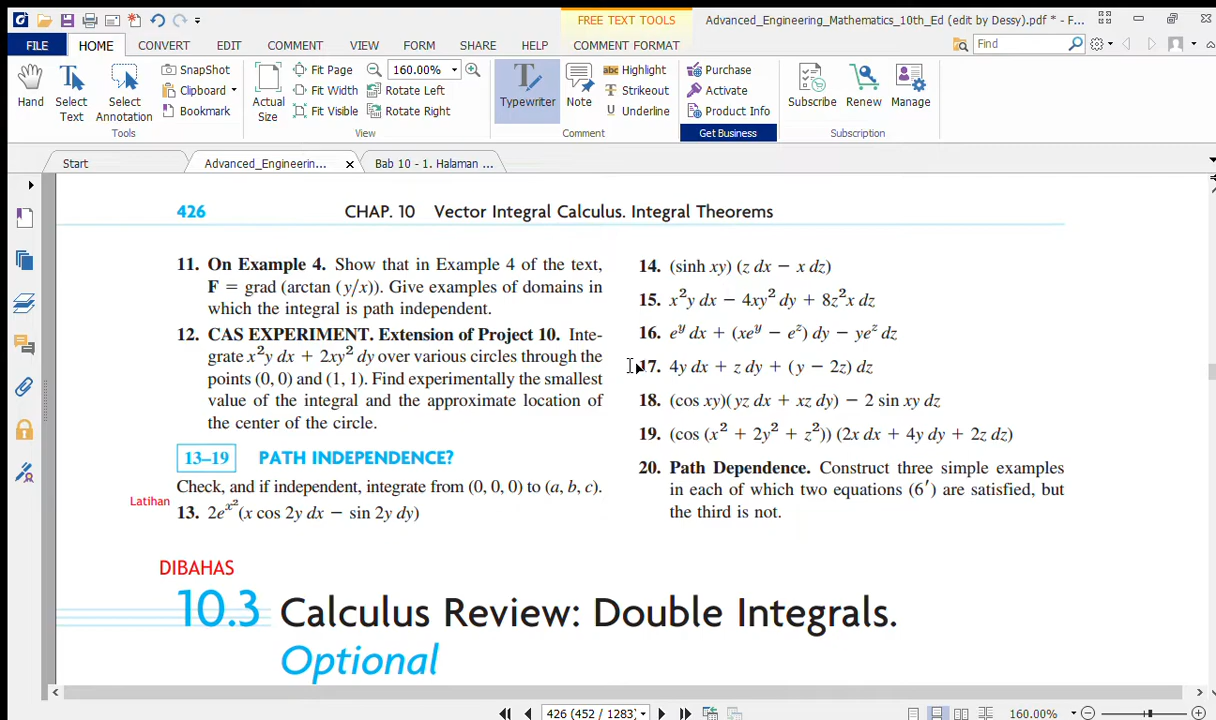 FREE TEXT TOOLS
Advanced_Engineering_Mathematics_10th_Ed (edit by Dessy).pdf * - F...
FILE HOME CONVERT EDIT COMMENT VIEW FORM SHARE HELP COMMENT FORMAT Find
Hand
Select Text
Select Annotation
SnapShot
Clipboard
Bookmark
Tools
Actual Size
Fit Page
Fit Width
Fit Visible
160.00%
Rotate Left
Rotate Right
View
Typewriter
Note
Highlight
Strikeout
Underline
Comment
Purchase
Activate
Product Info
Get Business
Subscribe
Renew
Manage
Subscription
Start Advanced_Engineerin... Bab 10 - 1. Halaman ...
426 CHAP. 10 Vector Integral Calculus. Integral Theorems
11. On Example 4. Show that in Example 4 of the text,
F = grad (arctan (y/x)). Give examples of domains in
which the integral is path independent.
12. CAS EXPERIMENT. Extension of Project 10. Inte-
grate x²y dx + 2xy² dy over various circles through the
points (0, 0) and (1, 1). Find experimentally the smallest
value of the integral and the approximate location of
the center of the circle.
13–19 PATH INDEPENDENCE?
Check, and if independent, integrate from (0, 0, 0) to (a, b, c).
Latihan
13. 2e^x²(x cos 2y dx − sin 2y dy)
14. (sinh xy) (z dx − x dz)
15. x²y dx − 4xy² dy + 8z²x dz
16. e^y dx + (xe^y − e^z) dy − ye^z dz
17. 4y dx + z dy + (y − 2z) dz
18. (cos xy)(yz dx + xz dy) − 2 sin xy dz
19. (cos (x² + 2y² + z²)) (2x dx + 4y dy + 2z dz)
20. Path Dependence. Construct three simple examples
in each of which two equations (6′) are satisfied, but
the third is not.
DIBAHAS
10.3 Calculus Review: Double Integrals.
Optional
426 (452 / 1283) 160.00%